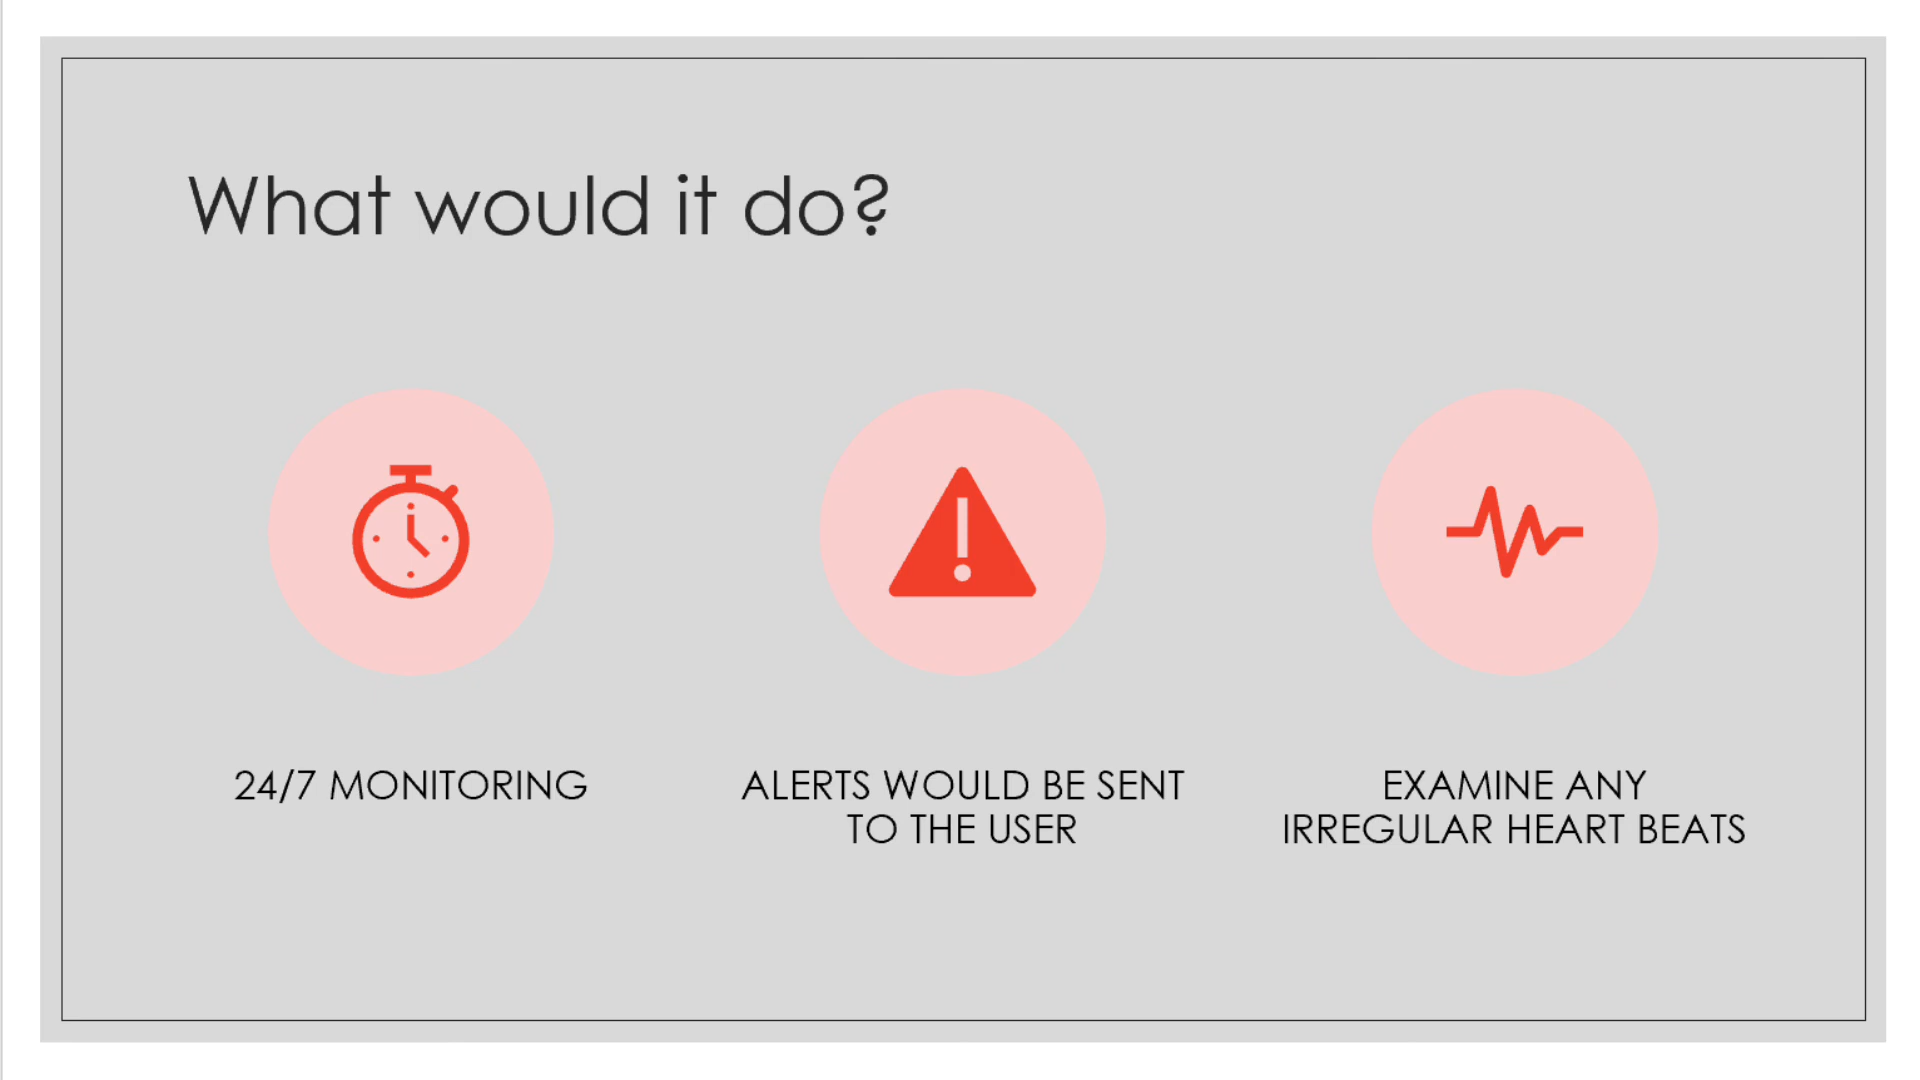 What would it do?
24/7 MONITORING
ALERTS WOULD BE SENT
TO THE USER
EXAMINE ANY
IRREGULAR HEART BEATS